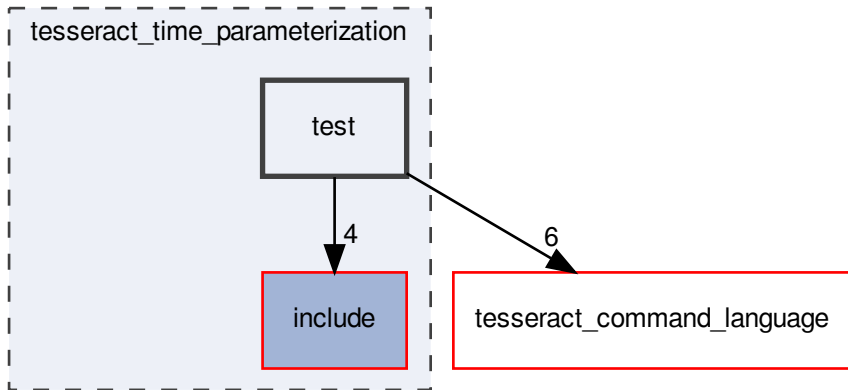 tesseract_time_parameterization
test
4
6
include
tesseract_command_language